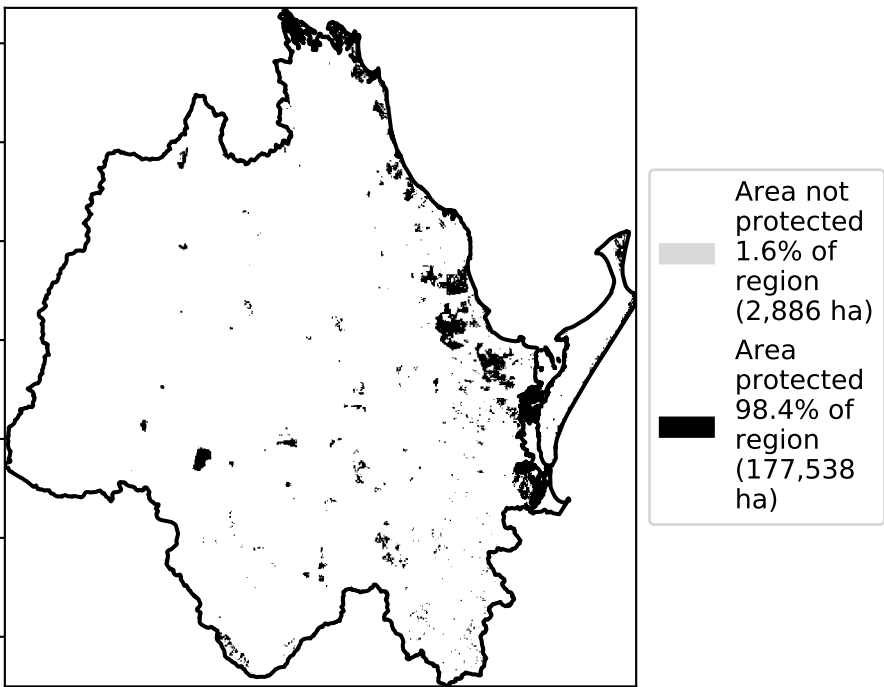 Area not
protected
1.6% of
region
(2,886 ha)
Area
protected
98.4% of
region
(177,538
ha)